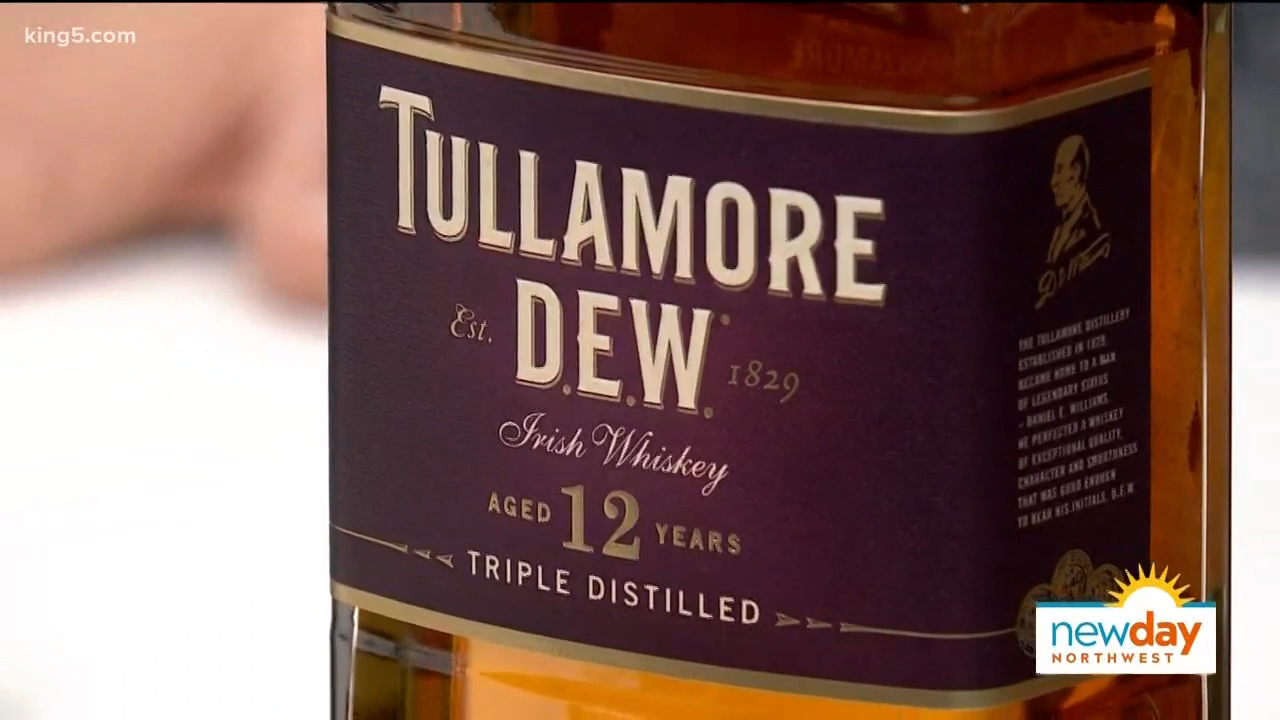 king5.com
TULLAMORE
D.E.W.
Est. 1829
Irish Whiskey
AGED 12 YEARS
TRIPLE DISTILLED
THE TULLAMORE DISTILLERY
ESTABLISHED IN 1829,
BECAME HOME TO A MAN
OF LEGENDARY STATUS
– DANIEL E. WILLIAMS.
HE PERFECTED A WHISKEY
OF EXCEPTIONAL QUALITY,
CHARACTER AND SMOOTHNESS
THAT WAS GOOD ENOUGH
TO BEAR HIS INITIALS, D.E.W.
newday
NORTHWEST